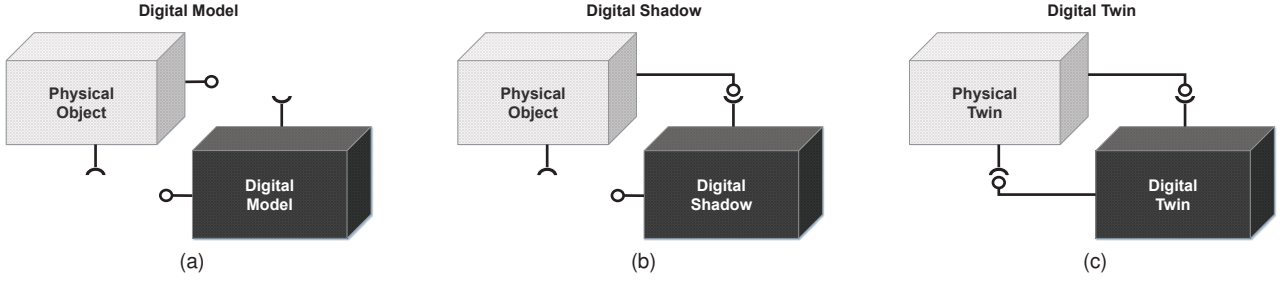 Digital Model
Digital Shadow
Digital Twin
Physical
Object
Digital
Model
Physical
Object
Digital
Shadow
Physical
Twin
Digital
Twin
(a)
(b)
(c)